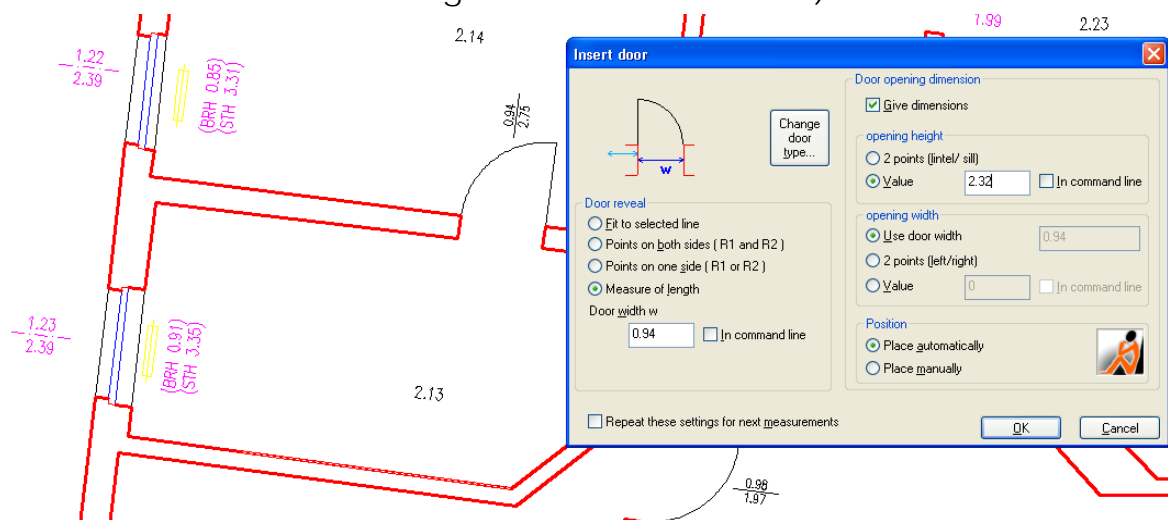 1.99
2.23
2.14
1.22
2.39
(BRH 0.85)
(STH 3.31)
0.94
2.75
Insert door
Change
door
type...
w
Door reveal
Fit to selected line
Points on both sides ( R1 and R2 )
Points on one side ( R1 or R2 )
Measure of length
Door width w
0.94
In command line
Door opening dimension
Give dimensions
opening height
2 points (lintel/ sill)
Value 2.32 In command line
opening width
Use door width 0.94
2 points (left/right)
Value 0 In command line
Position
Place automatically
Place manually
Repeat these settings for next measurements
OK Cancel
1.23
2.39
(BRH 0.91)
(STH 3.35)
2.13
0.98
1.97